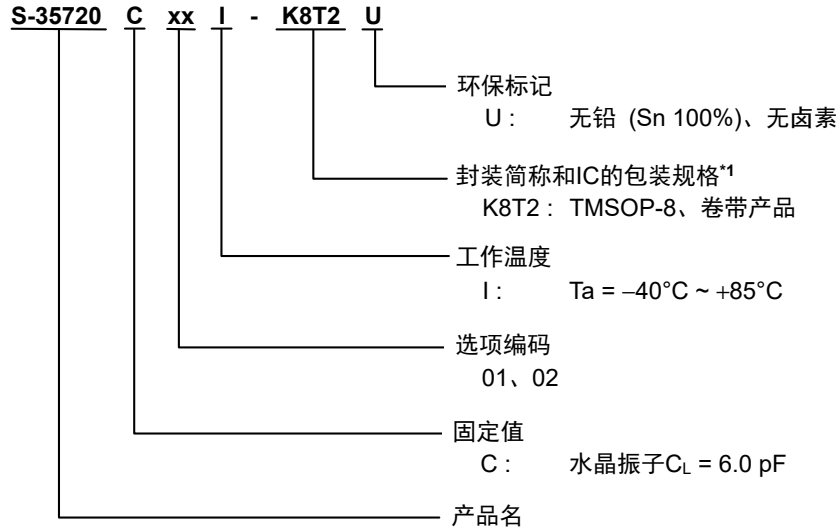 S-35720 C xx I - K8T2 U
环保标记
U : 无铅 (Sn 100%)、无卤素
封装简称和IC的包装规格*1
K8T2 : TMSOP-8、卷带产品
工作温度
I : Ta = −40°C ~ +85°C
选项编码
01、02
固定值
C : 水晶振子CL = 6.0 pF
产品名